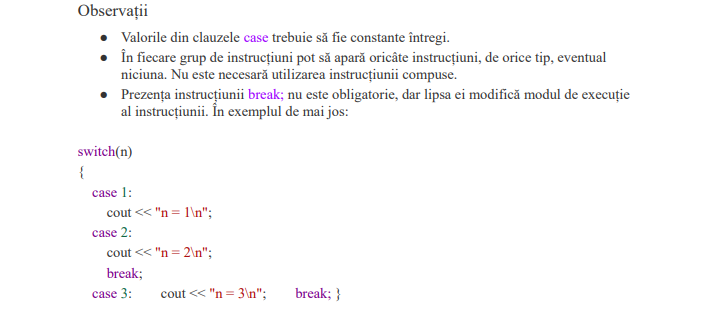 Observații
● Valorile din clauzele case trebuie să fie constante întregi.
● În fiecare grup de instrucțiuni pot să apară oricâte instrucțiuni, de orice tip, eventual
niciuna. Nu este necesară utilizarea instrucțiunii compuse.
● Prezența instrucțiunii break; nu este obligatorie, dar lipsa ei modifică modul de execuție
al instrucțiunii. În exemplul de mai jos:
switch(n)
{
case 1:
cout << "n = 1\n";
case 2:
cout << "n = 2\n";
break;
case 3: cout << "n = 3\n"; break; }